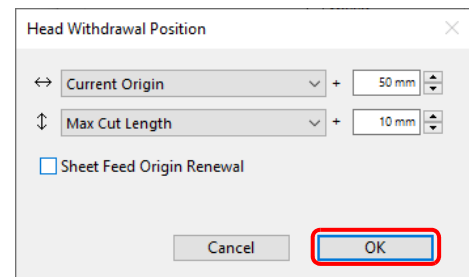 Head Withdrawal Position
Current Origin + 50 mm
Max Cut Length + 10 mm
Sheet Feed Origin Renewal
Cancel OK